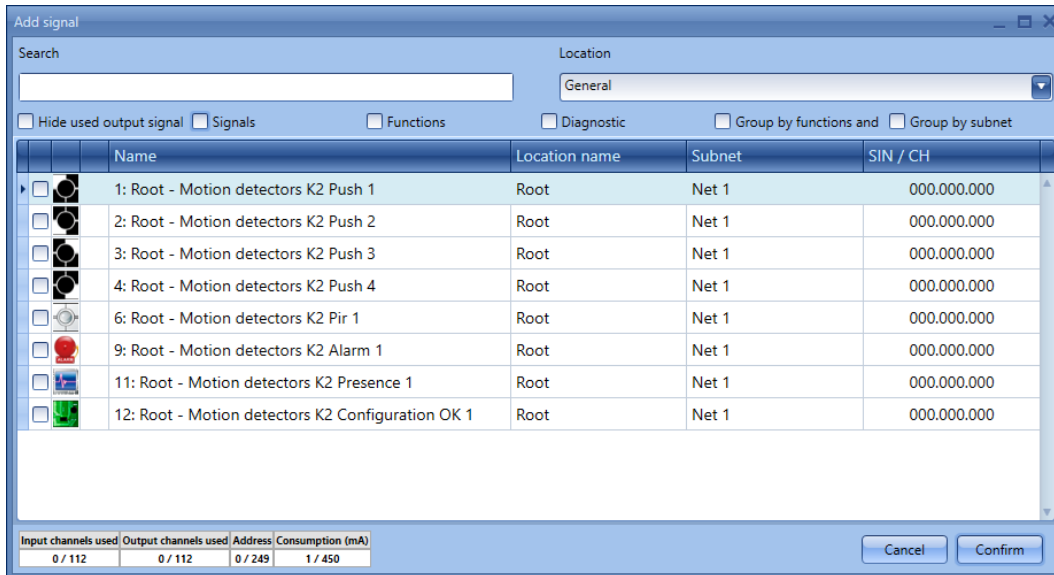 Add signal
Search Location
General
Hide used output signal Signals Functions Diagnostic Group by functions and Group by subnet
Name Location name Subnet SIN / CH
1: Root - Motion detectors K2 Push 1 Root Net 1 000.000.000
2: Root - Motion detectors K2 Push 2 Root Net 1 000.000.000
3: Root - Motion detectors K2 Push 3 Root Net 1 000.000.000
4: Root - Motion detectors K2 Push 4 Root Net 1 000.000.000
6: Root - Motion detectors K2 Pir 1 Root Net 1 000.000.000
9: Root - Motion detectors K2 Alarm 1 Root Net 1 000.000.000
11: Root - Motion detectors K2 Presence 1 Root Net 1 000.000.000
12: Root - Motion detectors K2 Configuration OK 1 Root Net 1 000.000.000
Input channels used Output channels used Address Consumption (mA)
0 / 112 0 / 112 0 / 249 1 / 450
Cancel Confirm